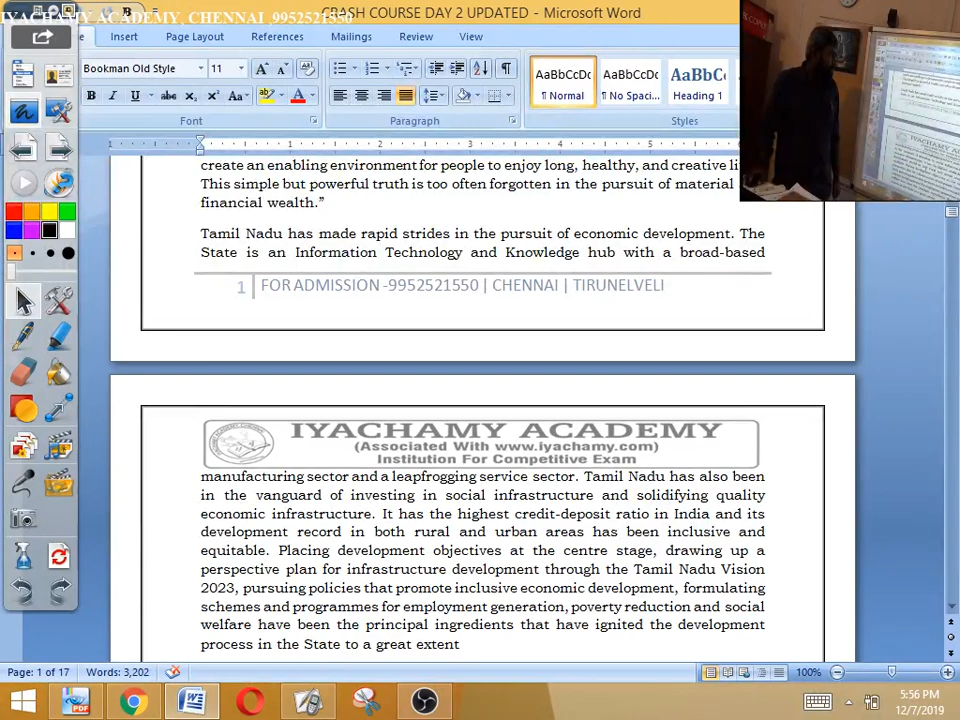 IYACHAMY ACADEMY, CHENNAI ,9952521550
CRASH COURSE DAY 2 UPDATED - Microsoft Word
Insert Page Layout References Mailings Review View
Bookman Old Style 11
AaBbCcDc AaBbCcDc AaBbCc
¶ Normal ¶ No Spaci... Heading 1
Font Paragraph Styles
create an enabling environment for people to enjoy long, healthy, and creative li
This simple but powerful truth is too often forgotten in the pursuit of material
financial wealth.”
Tamil Nadu has made rapid strides in the pursuit of economic development. The
State is an Information Technology and Knowledge hub with a broad-based
1 FOR ADMISSION -9952521550 | CHENNAI | TIRUNELVELI
IYACHAMY ACADEMY
(Associated With www.iyachamy.com)
Institution For Competitive Exam
manufacturing sector and a leapfrogging service sector. Tamil Nadu has also been
in the vanguard of investing in social infrastructure and solidifying quality
economic infrastructure. It has the highest credit-deposit ratio in India and its
development record in both rural and urban areas has been inclusive and
equitable. Placing development objectives at the centre stage, drawing up a
perspective plan for infrastructure development through the Tamil Nadu Vision
2023, pursuing policies that promote inclusive economic development, formulating
schemes and programmes for employment generation, poverty reduction and social
welfare have been the principal ingredients that have ignited the development
process in the State to a great extent
Page: 1 of 17 Words: 3,202 100%
5:56 PM
12/7/2019